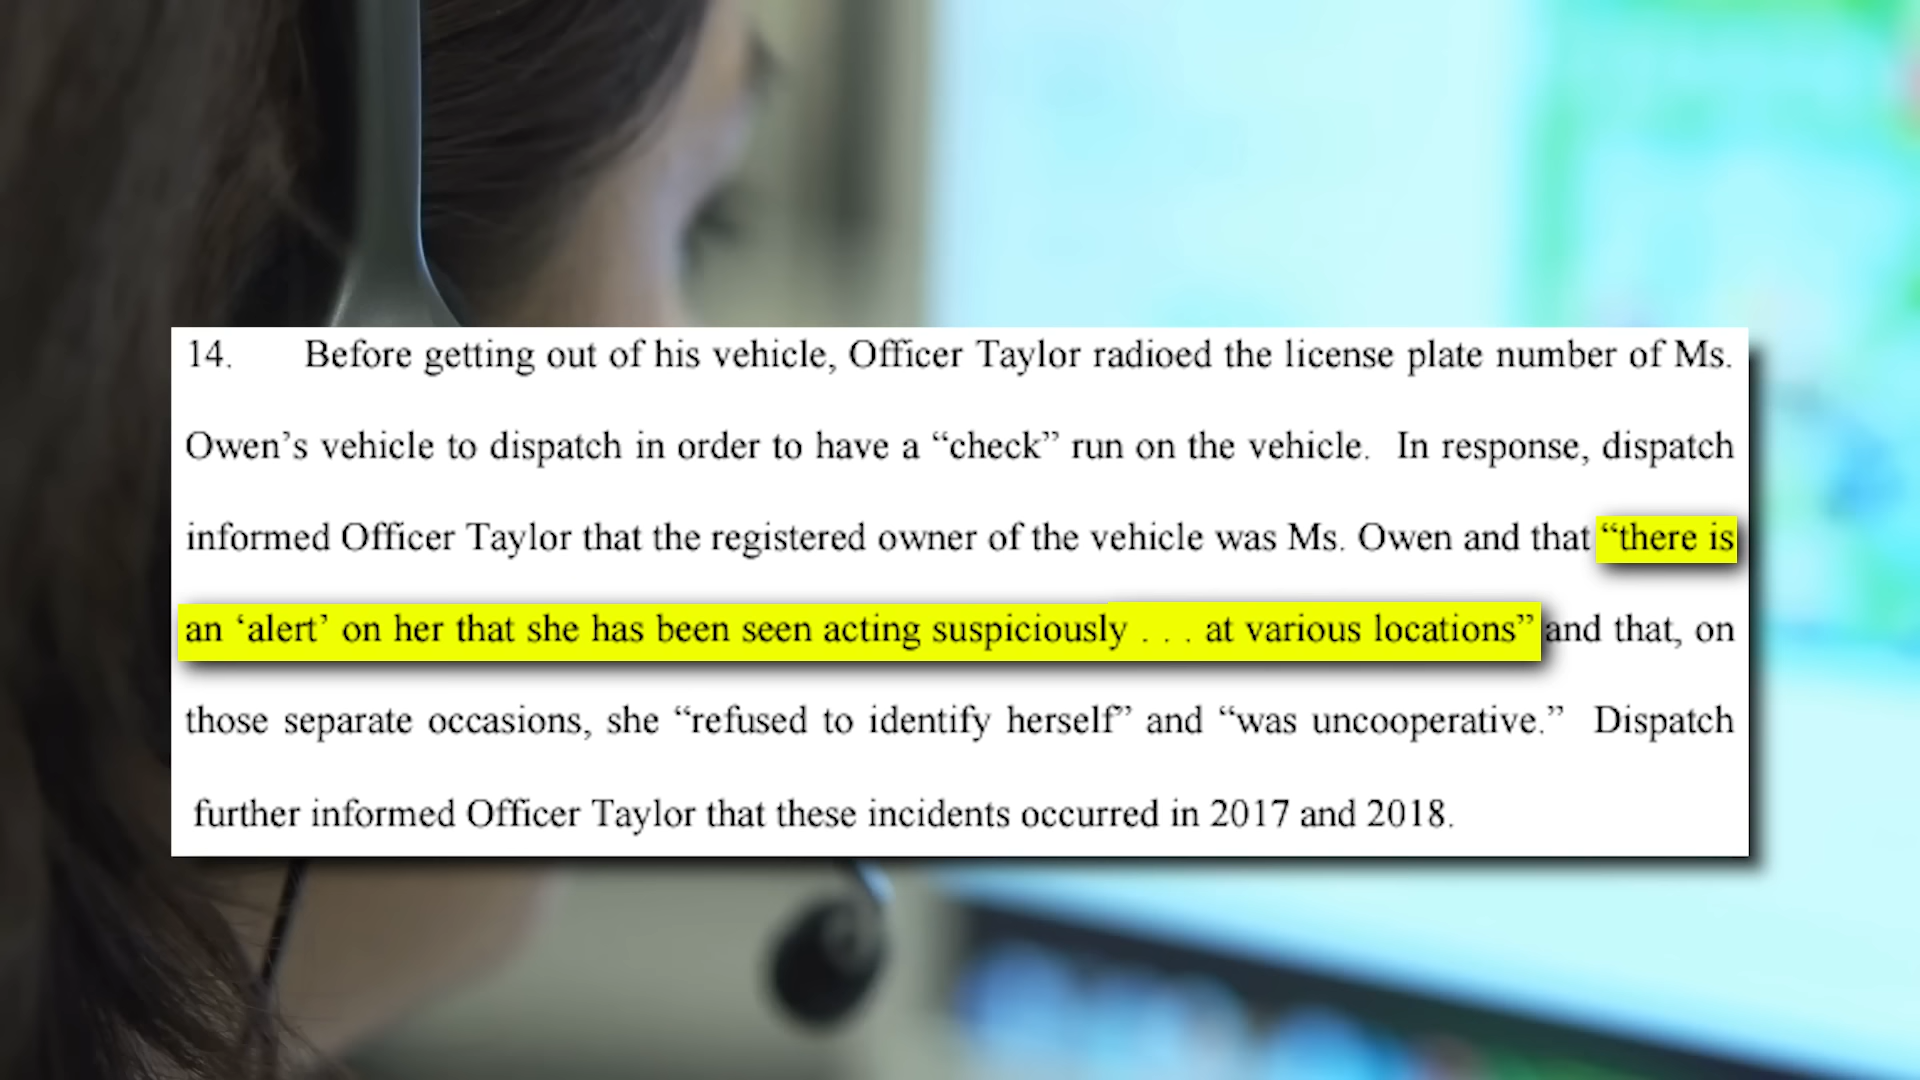 14. Before getting out of his vehicle, Officer Taylor radioed the license plate number of Ms.
Owen’s vehicle to dispatch in order to have a “check” run on the vehicle. In response, dispatch
informed Officer Taylor that the registered owner of the vehicle was Ms. Owen and that “there is
an ‘alert’ on her that she has been seen acting suspiciously . . . at various locations” and that, on
those separate occasions, she “refused to identify herself” and “was uncooperative.” Dispatch
further informed Officer Taylor that these incidents occurred in 2017 and 2018.